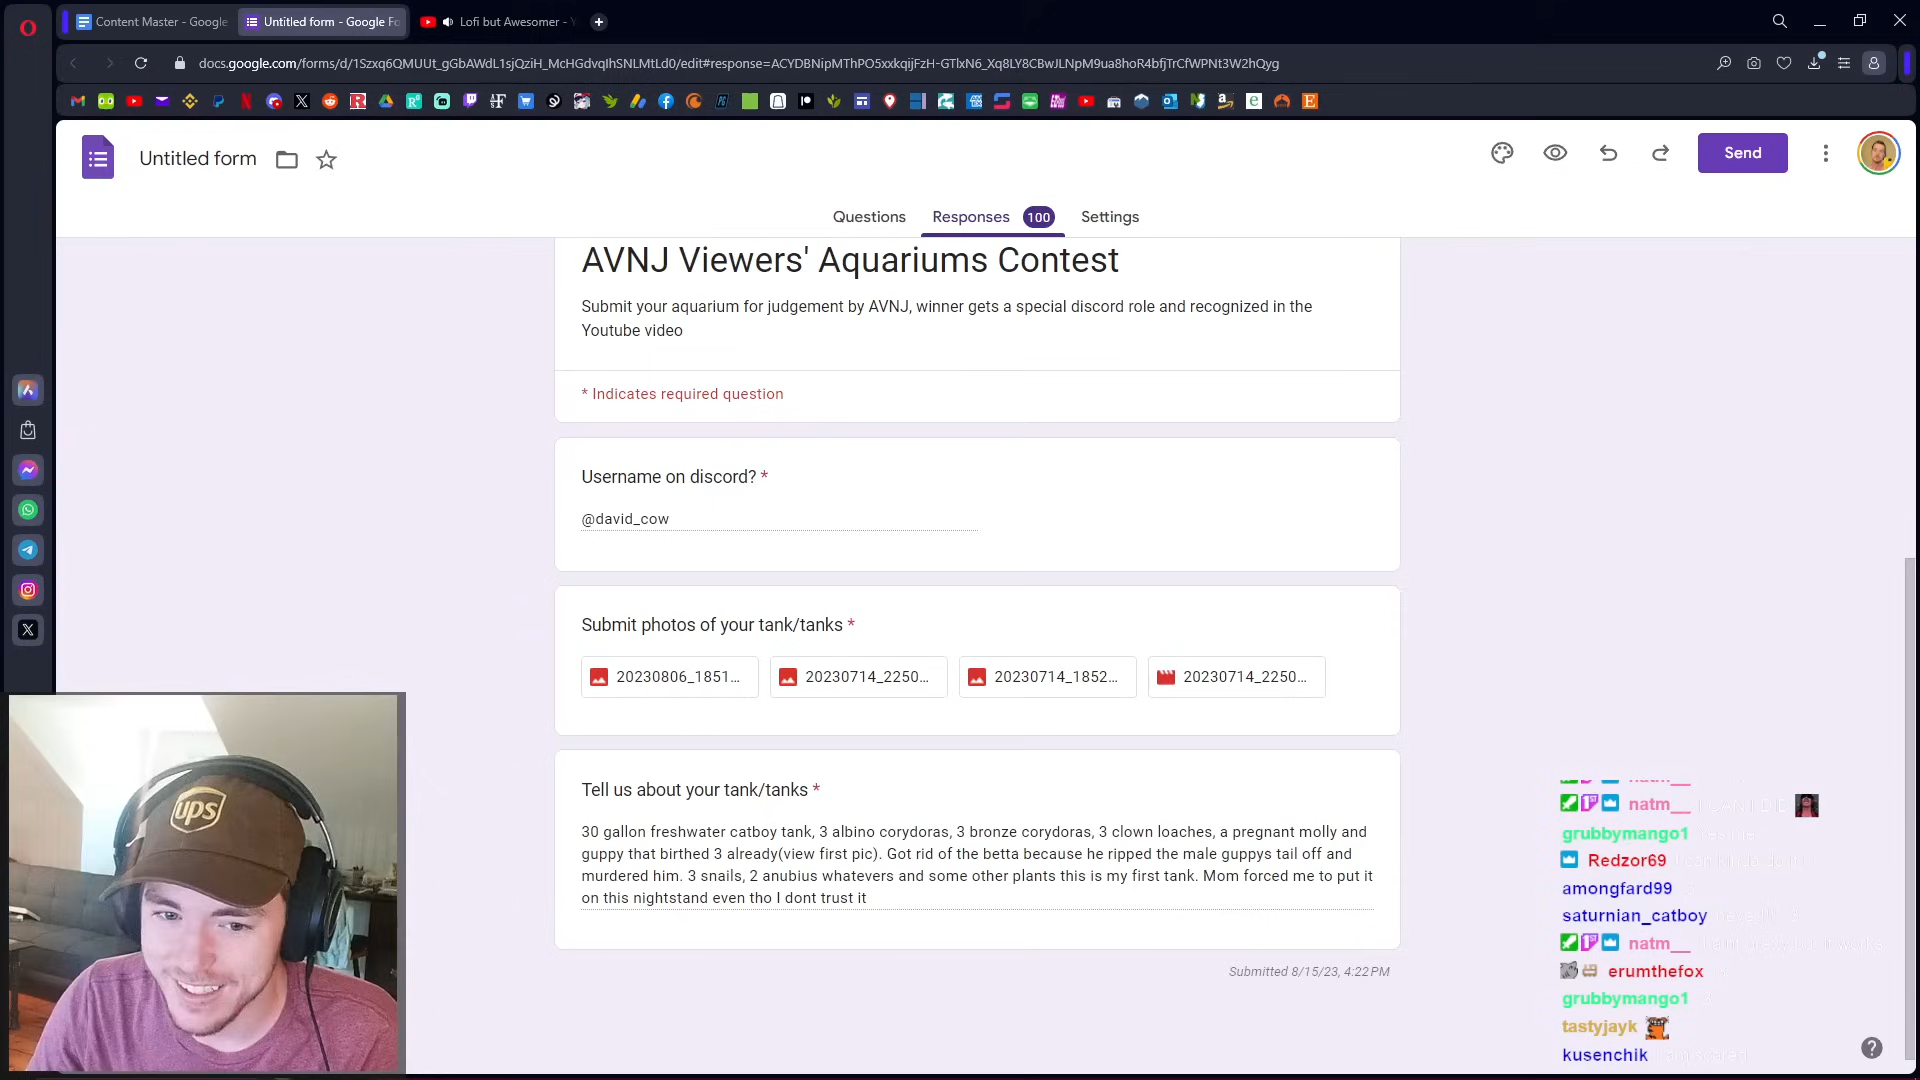 Content Master - Google
Untitled form - Google Fo
Lofi but Awesomer - Y
docs.google.com/forms/d/1Szxq6QMUUt_gGbAWdL1sjQziH_McHGdvqIhSNLMtLd0/edit#response=ACYDBNipMThPO5xxkqijFzH-GTlxN6_Xq8LY8CBwJLNpM9ua8hoR4bfjTrCfWPNt3W2hQyg
Untitled form
Send
Questions
Responses 100
Settings
AVNJ Viewers' Aquariums Contest
Submit your aquarium for judgement by AVNJ, winner gets a special discord role and recognized in the
Youtube video
* Indicates required question
Username on discord? *
@david_cow
Submit photos of your tank/tanks *
20230806_1851...
20230714_2250...
20230714_1852...
20230714_2250...
Tell us about your tank/tanks *
30 gallon freshwater catboy tank, 3 albino corydoras, 3 bronze corydoras, 3 clown loaches, a pregnant molly and
guppy that birthed 3 already(view first pic). Got rid of the betta because he ripped the male guppys tail off and
murdered him. 3 snails, 2 anubius whatevers and some other plants this is my first tank. Mom forced me to put it
on this nightstand even tho I dont trust it
Submitted 8/15/23, 4:22 PM
ups
natm__
natm__
grubbymango1
Redzor69
amongfard99
saturnian_catboy
natm__
erumthefox
grubbymango1
tastyjayk
kusenchik